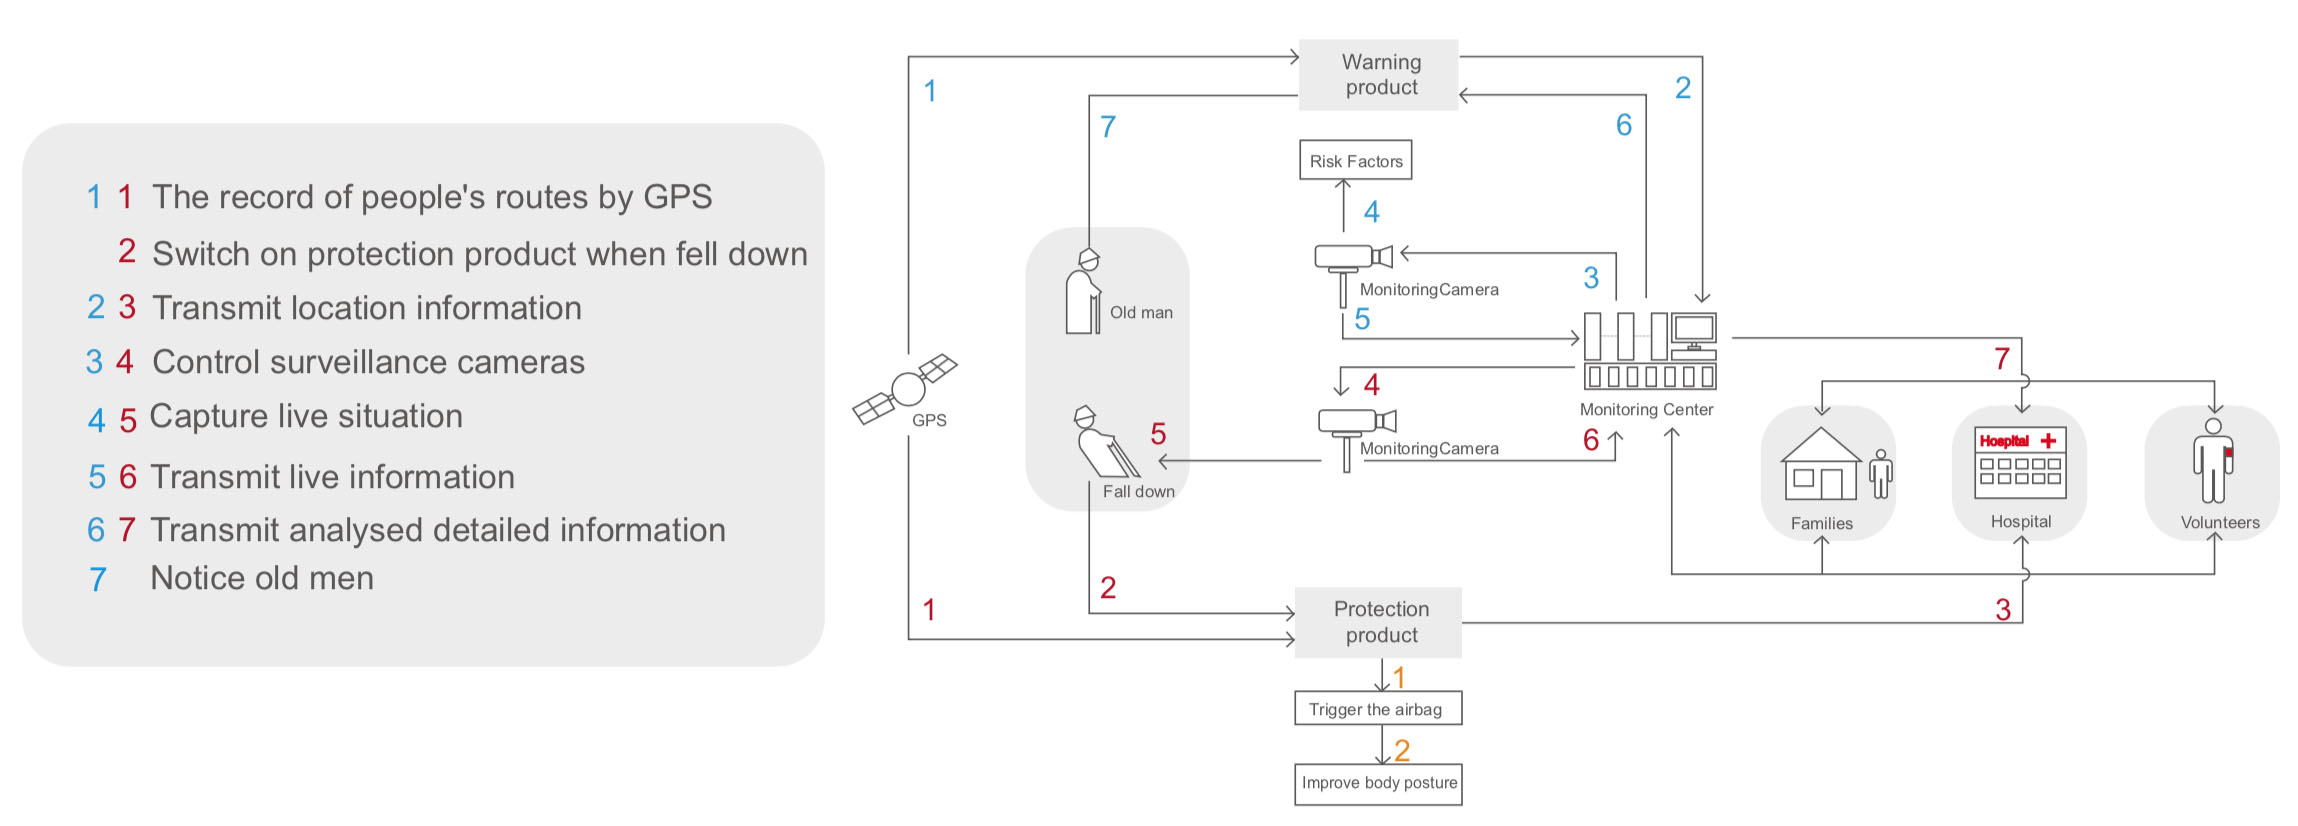 1 1 The record of people's routes by GPS
2 Switch on protection product when fell down
2 3 Transmit location information
3 4 Control surveillance cameras
4 5 Capture live situation
5 6 Transmit live information
6 7 Transmit analysed detailed information
7 Notice old men
Warning
product
1
2
7
6
Risk Factors
4
3
MonitoringCamera
Old man
5
GPS
4
7
Monitoring Center
5
6
MonitoringCamera
Fall down
Hospital
Families
Hospital
Volunteers
2
1
Protection
product
3
1
Trigger the airbag
2
Improve body posture